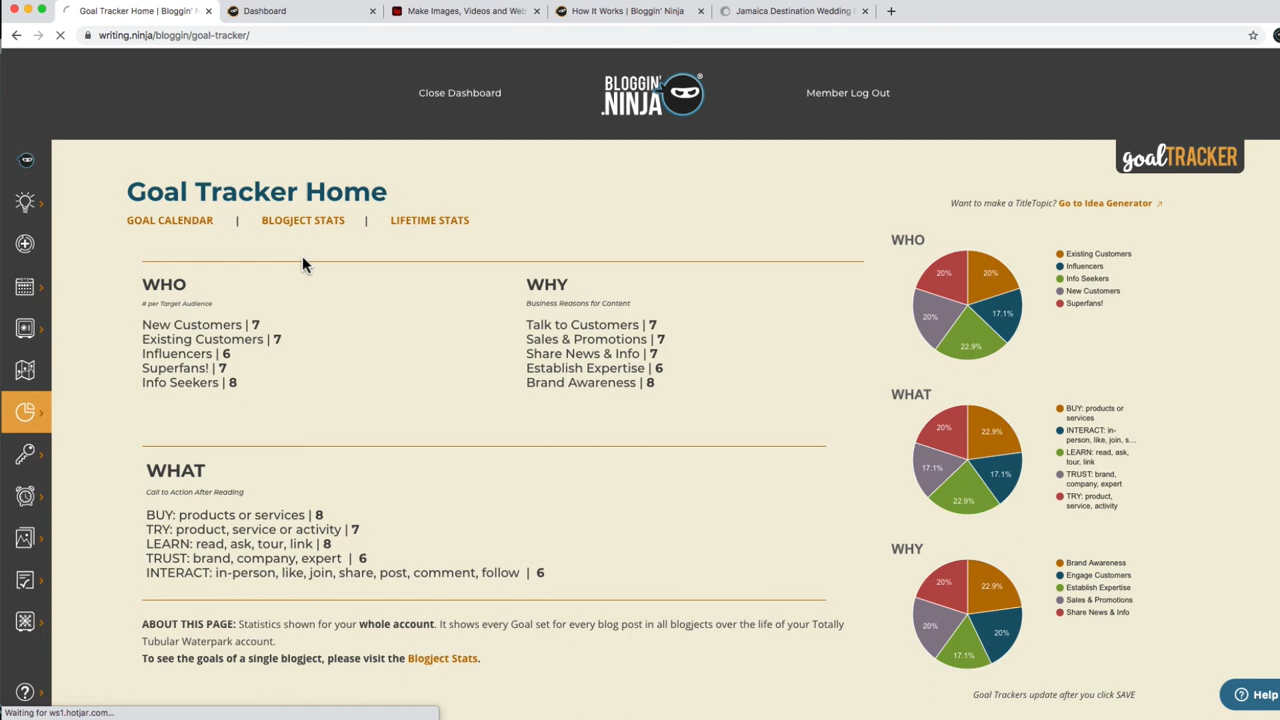 Goal Tracker Home | Bloggin' N
Dashboard
Make Images, Videos and Web S
How It Works | Bloggin' Ninja
Jamaica Destination Wedding
writing.ninja/bloggin/goal-tracker/
Close Dashboard
BLOGGIN'
.NINJA
®
Member Log Out
goalTRACKER
Goal Tracker Home
GOAL CALENDAR | BLOGJECT STATS | LIFETIME STATS
Want to make a TitleTopic? Go to Idea Generator
WHO
# per Target Audience
New Customers | 7
Existing Customers | 7
Influencers | 6
Superfans! | 7
Info Seekers | 8
WHY
Business Reasons for Content
Talk to Customers | 7
Sales & Promotions | 7
Share News & Info | 7
Establish Expertise | 6
Brand Awareness | 8
WHAT
Call to Action After Reading
BUY: products or services | 8
TRY: product, service or activity | 7
LEARN: read, ask, tour, link | 8
TRUST: brand, company, expert | 6
INTERACT: in-person, like, join, share, post, comment, follow | 6
ABOUT THIS PAGE: Statistics shown for your whole account. It shows every Goal set for every blog post in all blogjects over the life of your Totally
Tubular Waterpark account.
To see the goals of a single blogject, please visit the Blogject Stats.
WHO
20%
20%
17.1%
20%
22.9%
Existing Customers
Influencers
Info Seekers
New Customers
Superfans!
WHAT
20%
22.9%
17.1%
17.1%
22.9%
BUY: products or
services
INTERACT: in-
person, like, join, s...
LEARN: read, ask,
tour, link
TRUST: brand,
company, expert
TRY: product,
service, activity
WHY
20%
22.9%
20%
20%
17.1%
Brand Awareness
Engage Customers
Establish Expertise
Sales & Promotions
Share News & Info
Goal Trackers update after you click SAVE
Help
Waiting for ws1.hotjar.com...